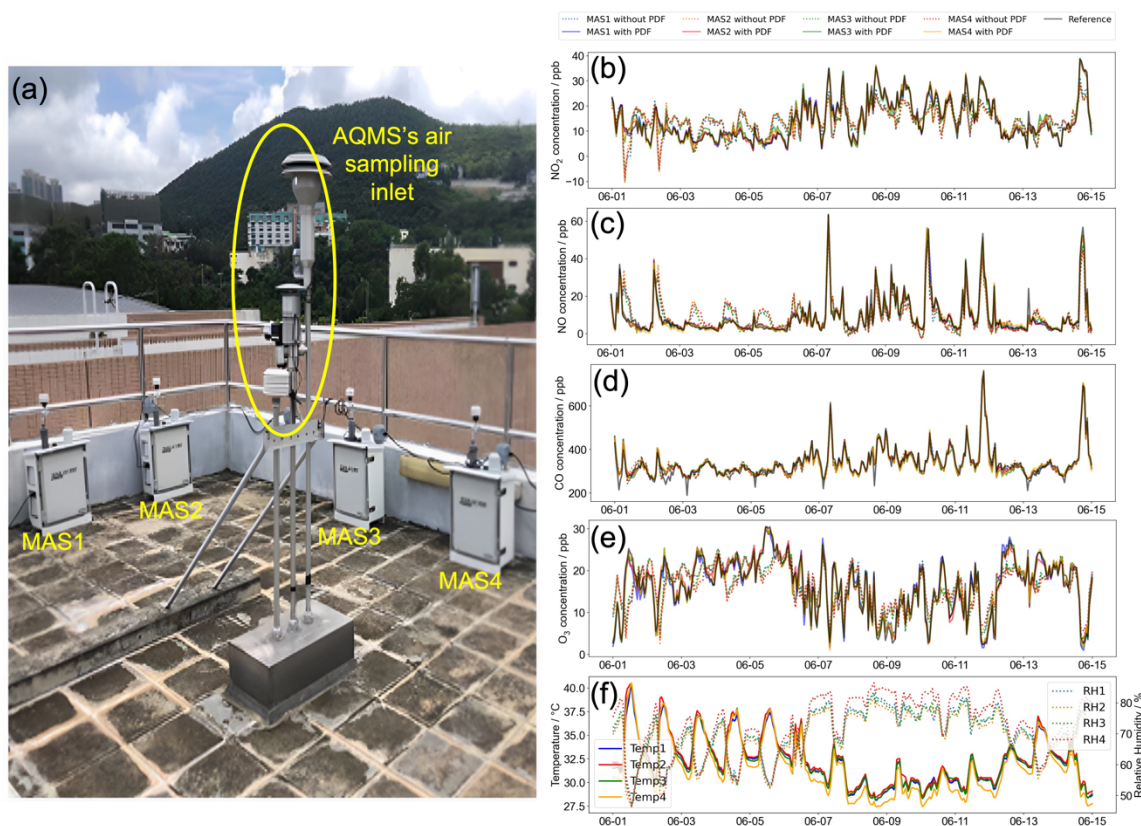 (a)
AQMS's air
sampling
inlet
MAS1
MAS2
MAS3
MAS4
MAS1 without PDF
MAS2 without PDF
MAS3 without PDF
MAS4 without PDF
Reference
MAS1 with PDF
MAS2 with PDF
MAS3 with PDF
MAS4 with PDF
(b)
NO₂ concentration / ppb
40
30
20
10
0
−10
06-01 06-03 06-05 06-07 06-09 06-11 06-13 06-15
(c)
NO concentration / ppb
60
40
20
0
06-01 06-03 06-05 06-07 06-09 06-11 06-13 06-15
(d)
CO concentration / ppb
600
400
200
06-01 06-03 06-05 06-07 06-09 06-11 06-13 06-15
(e)
O₃ concentration / ppb
30
20
10
0
06-01 06-03 06-05 06-07 06-09 06-11 06-13 06-15
(f)
Temperature / °C
40.0
37.5
35.0
32.5
30.0
27.5
Temp1
Temp2
Temp3
Temp4
RH1
RH2
RH3
RH4
80
70
60
50
Relative Humidity / %
06-01 06-03 06-05 06-07 06-09 06-11 06-13 06-15